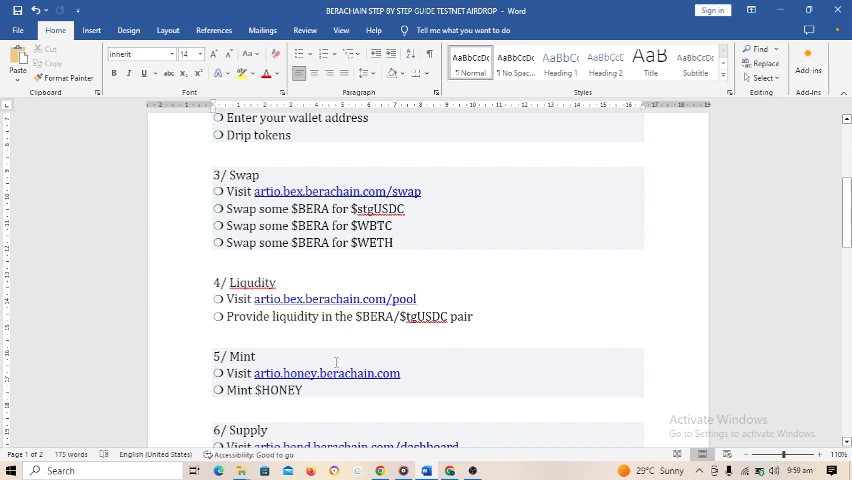 BERACHAIN STEP BY STEP GUIDE TESTNET AIRDROP - Word
Sign in
File Home Insert Design Layout References Mailings Review View Help Tell me what you want to do
Paste
Cut
Copy
Format Painter
Clipboard
inherit 14
Font
Paragraph
AaBbCcDc AaBbCcDc AaBbCc AaBbCcC AaB AaBbCcD
¶ Normal ¶ No Spac... Heading 1 Heading 2 Title Subtitle
Styles
Find
Replace
Select
Editing
Add-ins
Add-ins
❍ Enter your wallet address
❍ Drip tokens
3/ Swap
❍ Visit artio.bex.berachain.com/swap
❍ Swap some $BERA for $stgUSDC
❍ Swap some $BERA for $WBTC
❍ Swap some $BERA for $WETH
4/ Liqudity
❍ Visit artio.bex.berachain.com/pool
❍ Provide liquidity in the $BERA/$tgUSDC pair
5/ Mint
❍ Visit artio.honey.berachain.com
❍ Mint $HONEY
6/ Supply
❍ Visit artio.bend.berachain.com/dashboard
Activate Windows
Go to Settings to activate Windows.
Page 1 of 2 175 words English (United States) Accessibility: Good to go 110%
Search 29°C Sunny 9:59 am